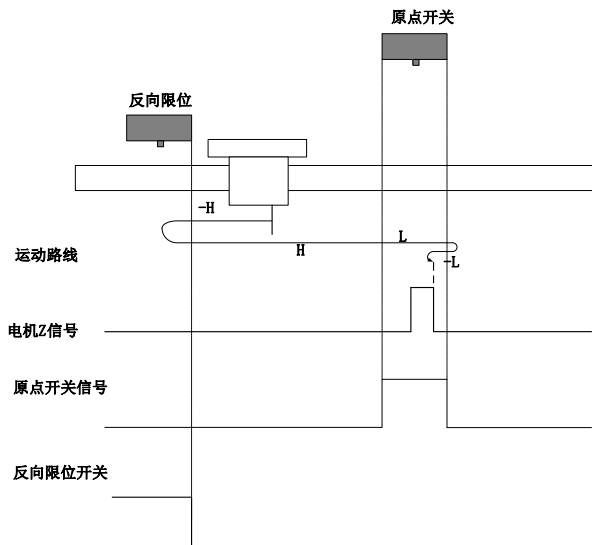 原点开关
反向限位
-H
运动路线
H
L
-L
电机Z信号
原点开关信号
反向限位开关